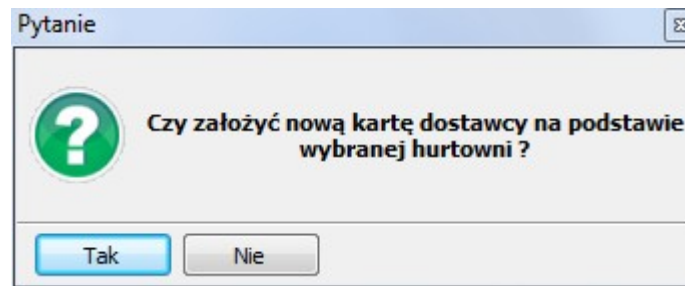 Pytanie
Czy założyć nową kartę dostawcy na podstawie
wybranej hurtowni ?
Tak
Nie